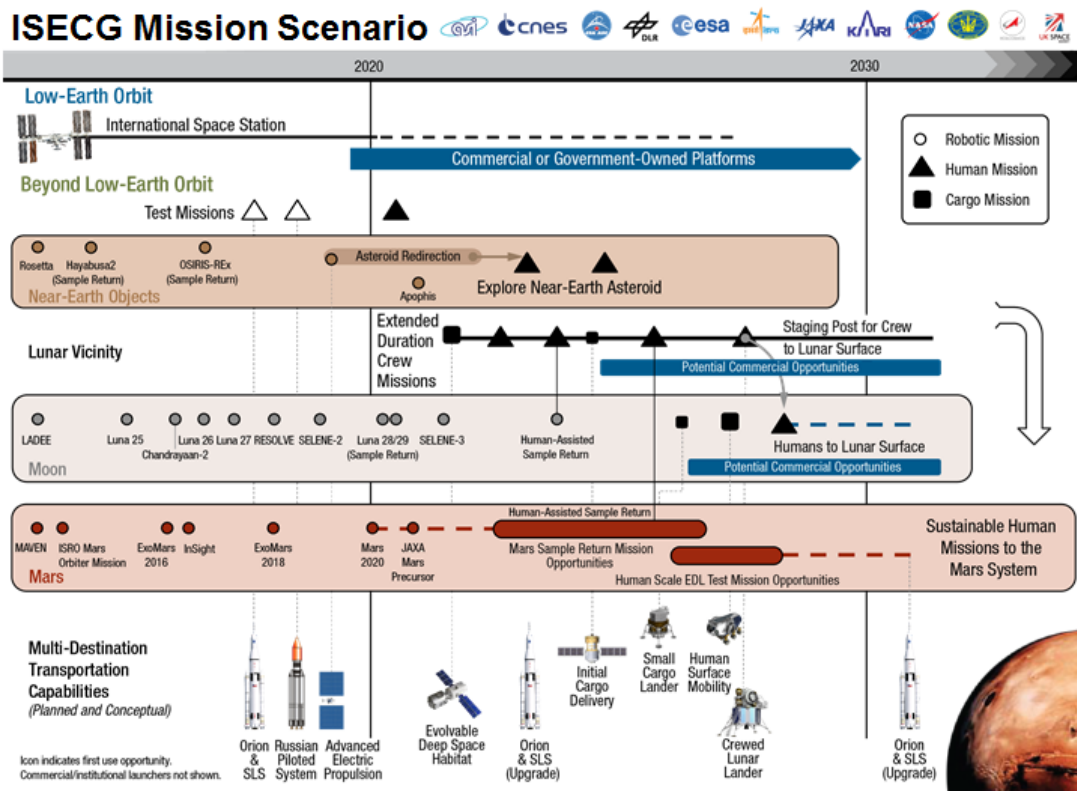 ISECG Mission Scenario
asi
cnes
DLR
esa
isro
JAXA
KARI
NASA
UK SPACE
2020
2030
Low-Earth Orbit
International Space Station
Commercial or Government-Owned Platforms
Robotic Mission
Human Mission
Cargo Mission
Beyond Low-Earth Orbit
Test Missions
Rosetta
Hayabusa2
(Sample Return)
OSIRIS-REx
(Sample Return)
Asteroid Redirection
Apophis
Explore Near-Earth Asteroid
Near-Earth Objects
Lunar Vicinity
Extended
Duration
Crew
Missions
Staging Post for Crew
to Lunar Surface
Potential Commercial Opportunities
LADEE
Luna 25
Chandrayaan-2
Luna 26
Luna 27
RESOLVE
SELENE-2
Luna 28/29
(Sample Return)
SELENE-3
Human-Assisted
Sample Return
Humans to Lunar Surface
Potential Commercial Opportunities
Moon
MAVEN
ISRO Mars
Orbiter Mission
ExoMars
2016
InSight
ExoMars
2018
Mars
2020
JAXA
Mars
Precursor
Human-Assisted Sample Return
Mars Sample Return Mission
Opportunities
Human Scale EDL Test Mission Opportunities
Sustainable Human
Missions to the
Mars System
Mars
Multi-Destination
Transportation
Capabilities
(Planned and Conceptual)
Icon indicates first use opportunity.
Commercial/institutional launchers not shown.
Orion
&
SLS
Russian
Piloted
System
Advanced
Electric
Propulsion
Evolvable
Deep Space
Habitat
Orion
& SLS
(Upgrade)
Initial
Cargo
Delivery
Small
Cargo
Lander
Human
Surface
Mobility
Crewed
Lunar
Lander
Orion
& SLS
(Upgrade)